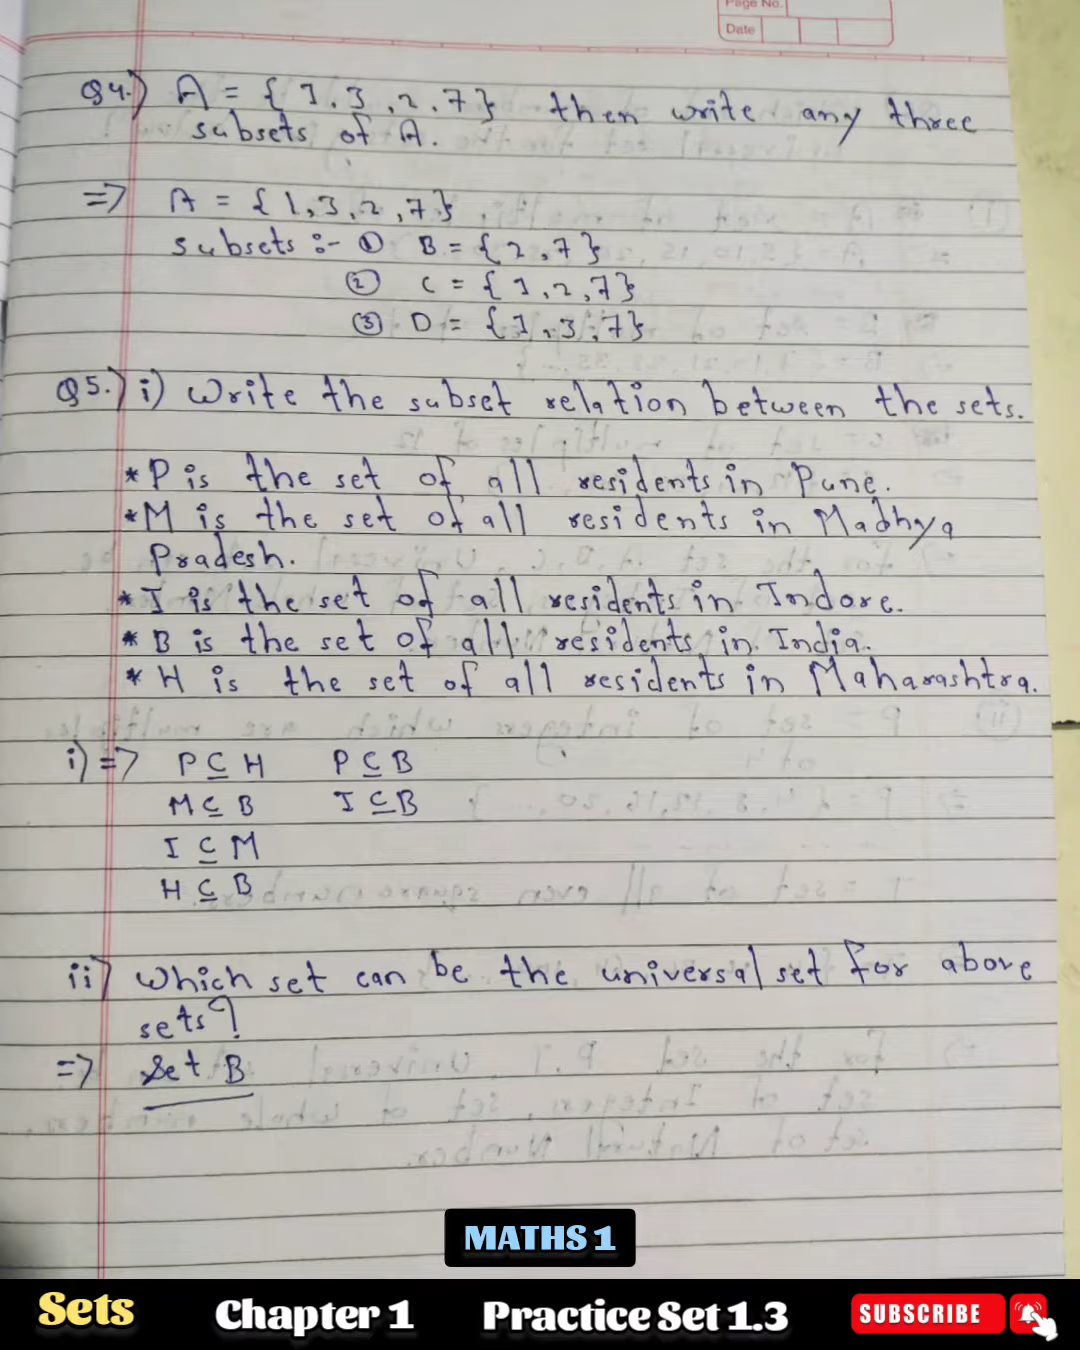 Page No.
Date
Q4.) A = { 1, 3, 2, 7 } then write any three
subsets of A.
=> A = { 1, 3, 2, 7 }
subsets :- ① B = { 2, 7 }
② C = { 1, 2, 7 }
③ D = { 1, 3, 7 }
Q5.) i) Write the subset relation between the sets.
* P is the set of all residents in Pune.
* M is the set of all residents in Madhya
Pradesh.
* I is the set of all residents in Indore.
* B is the set of all residents in India.
* H is the set of all residents in Maharashtra.
i) => P ⊆ H P ⊆ B
M ⊆ B I ⊆ B
I ⊆ M
H ⊆ B
ii) Which set can be the universal set for above
sets?
=> Set B
MATHS 1
Sets Chapter 1 Practice Set 1.3 SUBSCRIBE